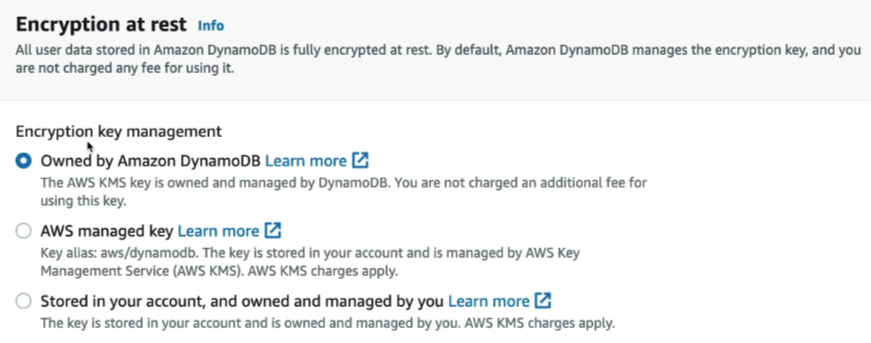 Encryption at rest Info
All user data stored in Amazon DynamoDB is fully encrypted at rest. By default, Amazon DynamoDB manages the encryption key, and you
are not charged any fee for using it.
Encryption key management
Owned by Amazon DynamoDB Learn more
The AWS KMS key is owned and managed by DynamoDB. You are not charged an additional fee for
using this key.
AWS managed key Learn more
Key alias: aws/dynamodb. The key is stored in your account and is managed by AWS Key
Management Service (AWS KMS). AWS KMS charges apply.
Stored in your account, and owned and managed by you Learn more
The key is stored in your account and is owned and managed by you. AWS KMS charges apply.